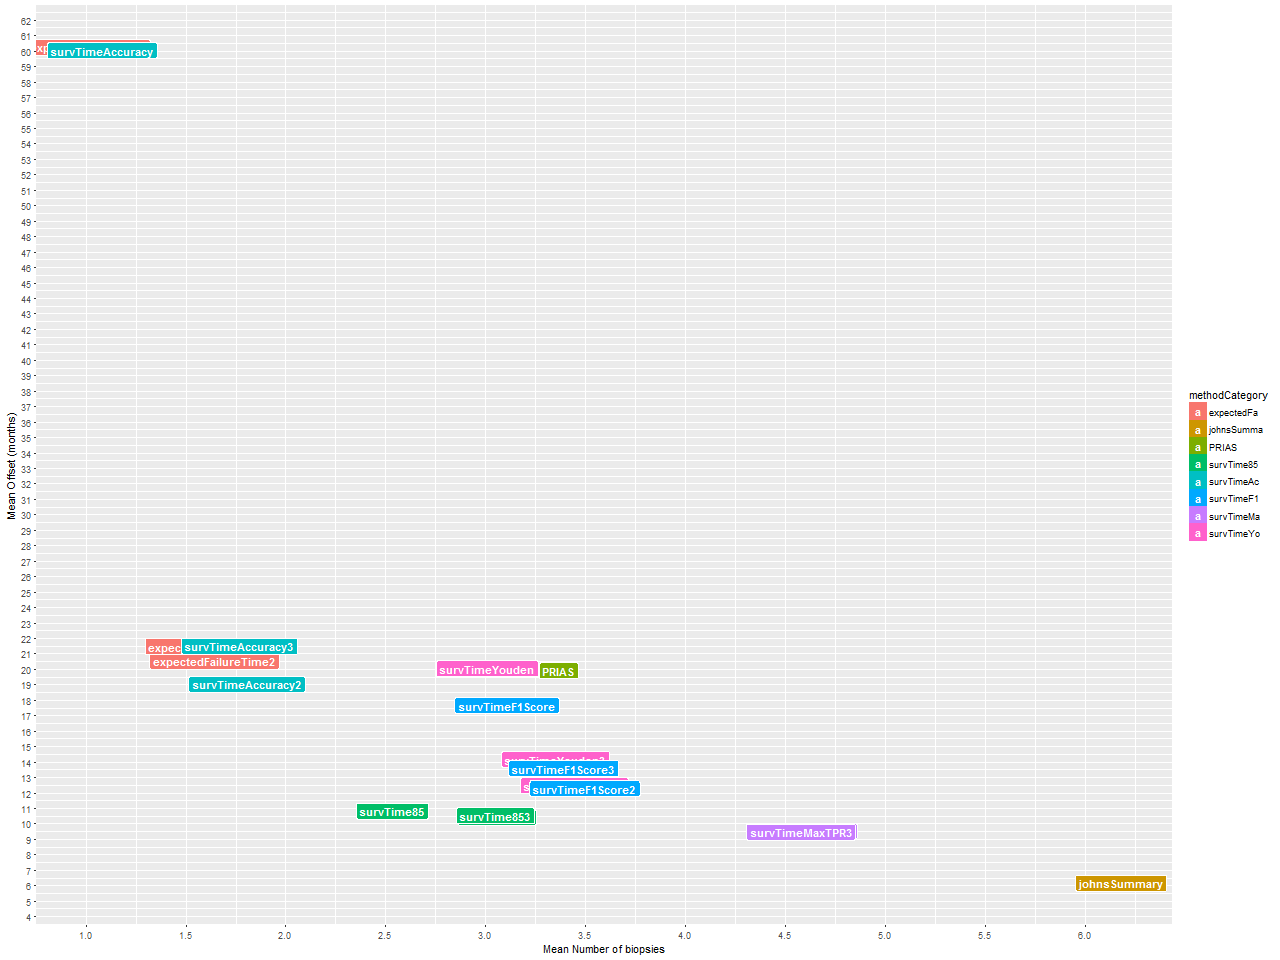 62
61
60
59
58
57
56
55
54
53
52
51
50
49
48
47
46
45
44
43
42
41
40
39
38
37
36
35
34
33
32
31
30
29
28
27
26
25
24
23
22
21
20
19
18
17
16
15
14
13
12
11
10
9
8
7
6
5
4
Mean Offset (months)
survTimeAccuracy
survTimeAccuracy3
expectedFailureTime2
survTimeAccuracy2
survTimeYouden
PRIAS
survTimeF1Score
survTimeF1Score3
survTimeF1Score2
survTime85
survTime853
survTimeMaxTPR3
johnsSummary
1.0 1.5 2.0 2.5 3.0 3.5 4.0 4.5 5.0 5.5 6.0
Mean Number of biopsies
methodCategory
a expectedFa
a johnsSumma
a PRIAS
a survTime85
a survTimeAc
a survTimeF1
a survTimeMa
a survTimeYo